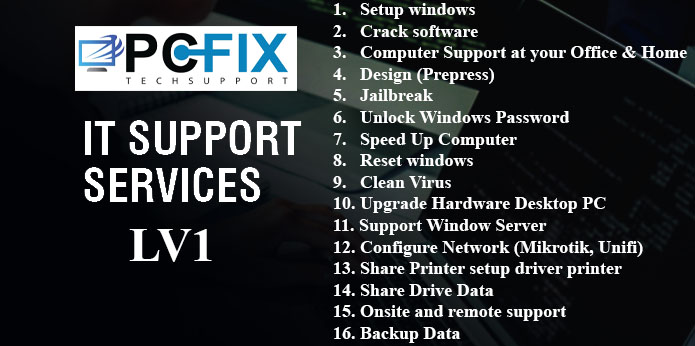 PCFIX
TECHSUPPORT
IT SUPPORT
SERVICES
LV1
1. Setup windows
2. Crack software
3. Computer Support at your Office & Home
4. Design (Prepress)
5. Jailbreak
6. Unlock Windows Password
7. Speed Up Computer
8. Reset windows
9. Clean Virus
10. Upgrade Hardware Desktop PC
11. Support Window Server
12. Configure Network (Mikrotik, Unifi)
13. Share Printer setup driver printer
14. Share Drive Data
15. Onsite and remote support
16. Backup Data